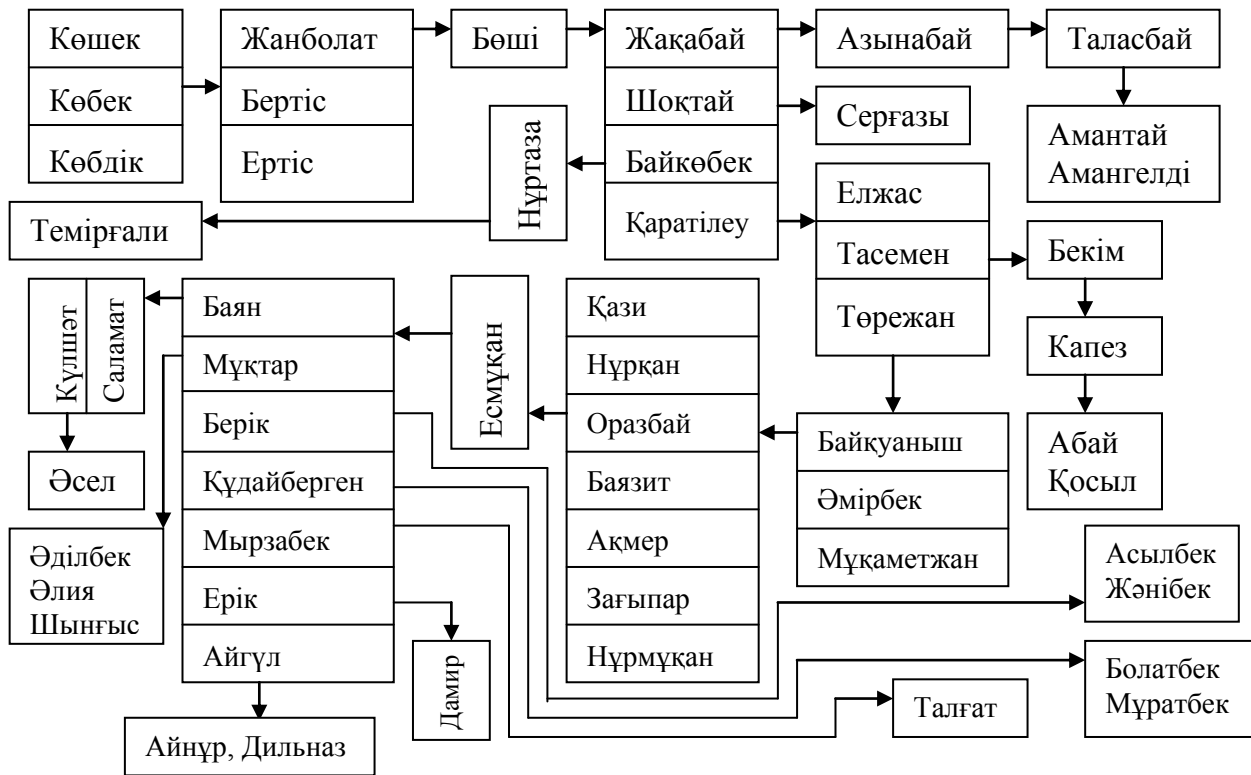 Көшек
Көбек
Көбдік
Жанболат
Бертіс
Ертіс
Бөші
Жақабай
Шоқтай
Байкөбек
Қаратілеу
Азынабай
Таласбай
Серғазы
Амантай
Амангелді
Нұртаза
Темірғали
Елжас
Тасемен
Төрежан
Бекім
Капез
Абай
Қосыл
Күлшәт
Саламат
Әсел
Баян
Мұқтар
Берік
Құдайберген
Мырзабек
Ерік
Айгүл
Есмұқан
Қази
Нұрқан
Оразбай
Баязит
Ақмер
Зағыпар
Нұрмұқан
Байқуаныш
Әмірбек
Мұқаметжан
Әділбек
Әлия
Шынғыс
Дамир
Айнұр, Дильназ
Талғат
Асылбек
Жәнібек
Болатбек
Мұратбек